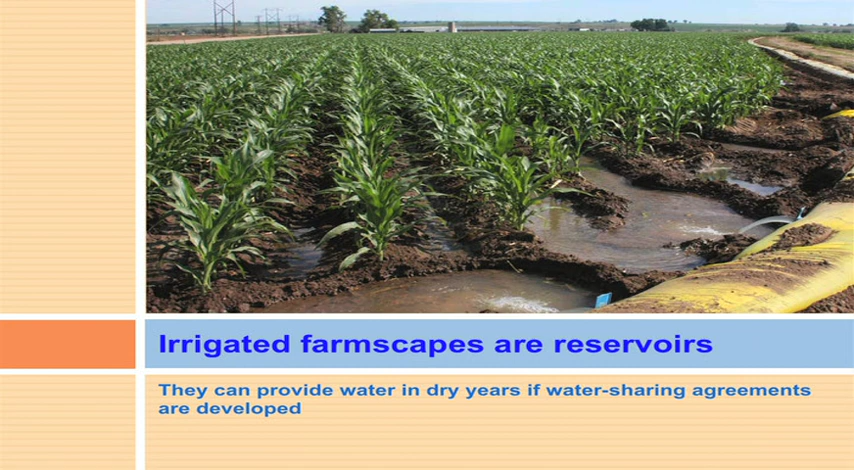 Irrigated farmscapes are reservoirs
They can provide water in dry years if water-sharing agreements
are developed